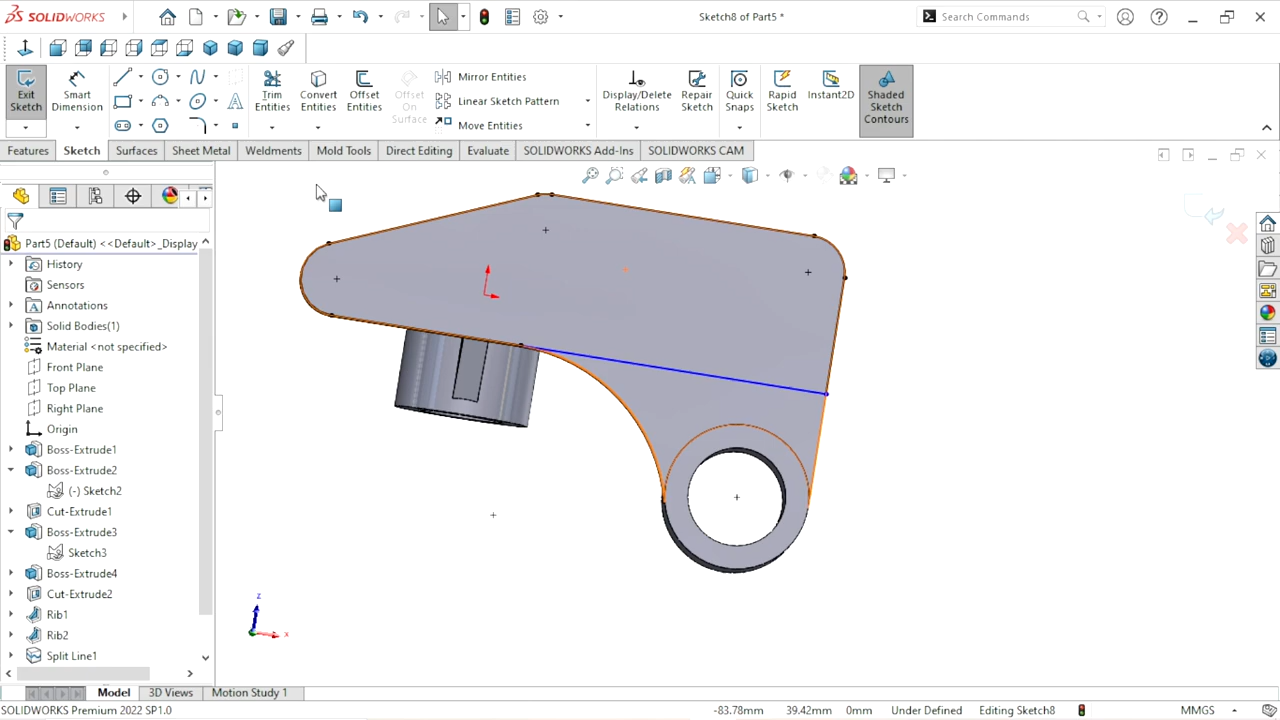 SOLIDWORKS
Sketch8 of Part5 *
Search Commands
Exit Sketch
Smart Dimension
Trim Entities
Convert Entities
Offset Entities
Offset On Surface
Mirror Entities
Linear Sketch Pattern
Move Entities
Display/Delete Relations
Repair Sketch
Quick Snaps
Rapid Sketch
Instant2D
Shaded Sketch Contours
Features
Sketch
Surfaces
Sheet Metal
Weldments
Mold Tools
Direct Editing
Evaluate
SOLIDWORKS Add-Ins
SOLIDWORKS CAM
Part5 (Default) <<Default>_Display
History
Sensors
Annotations
Solid Bodies(1)
Material <not specified>
Front Plane
Top Plane
Right Plane
Origin
Boss-Extrude1
Boss-Extrude2
(-) Sketch2
Cut-Extrude1
Boss-Extrude3
Sketch3
Boss-Extrude4
Cut-Extrude2
Rib1
Rib2
Split Line1
z
x
Model
3D Views
Motion Study 1
SOLIDWORKS Premium 2022 SP1.0
-83.78mm
39.42mm
0mm
Under Defined
Editing Sketch8
MMGS